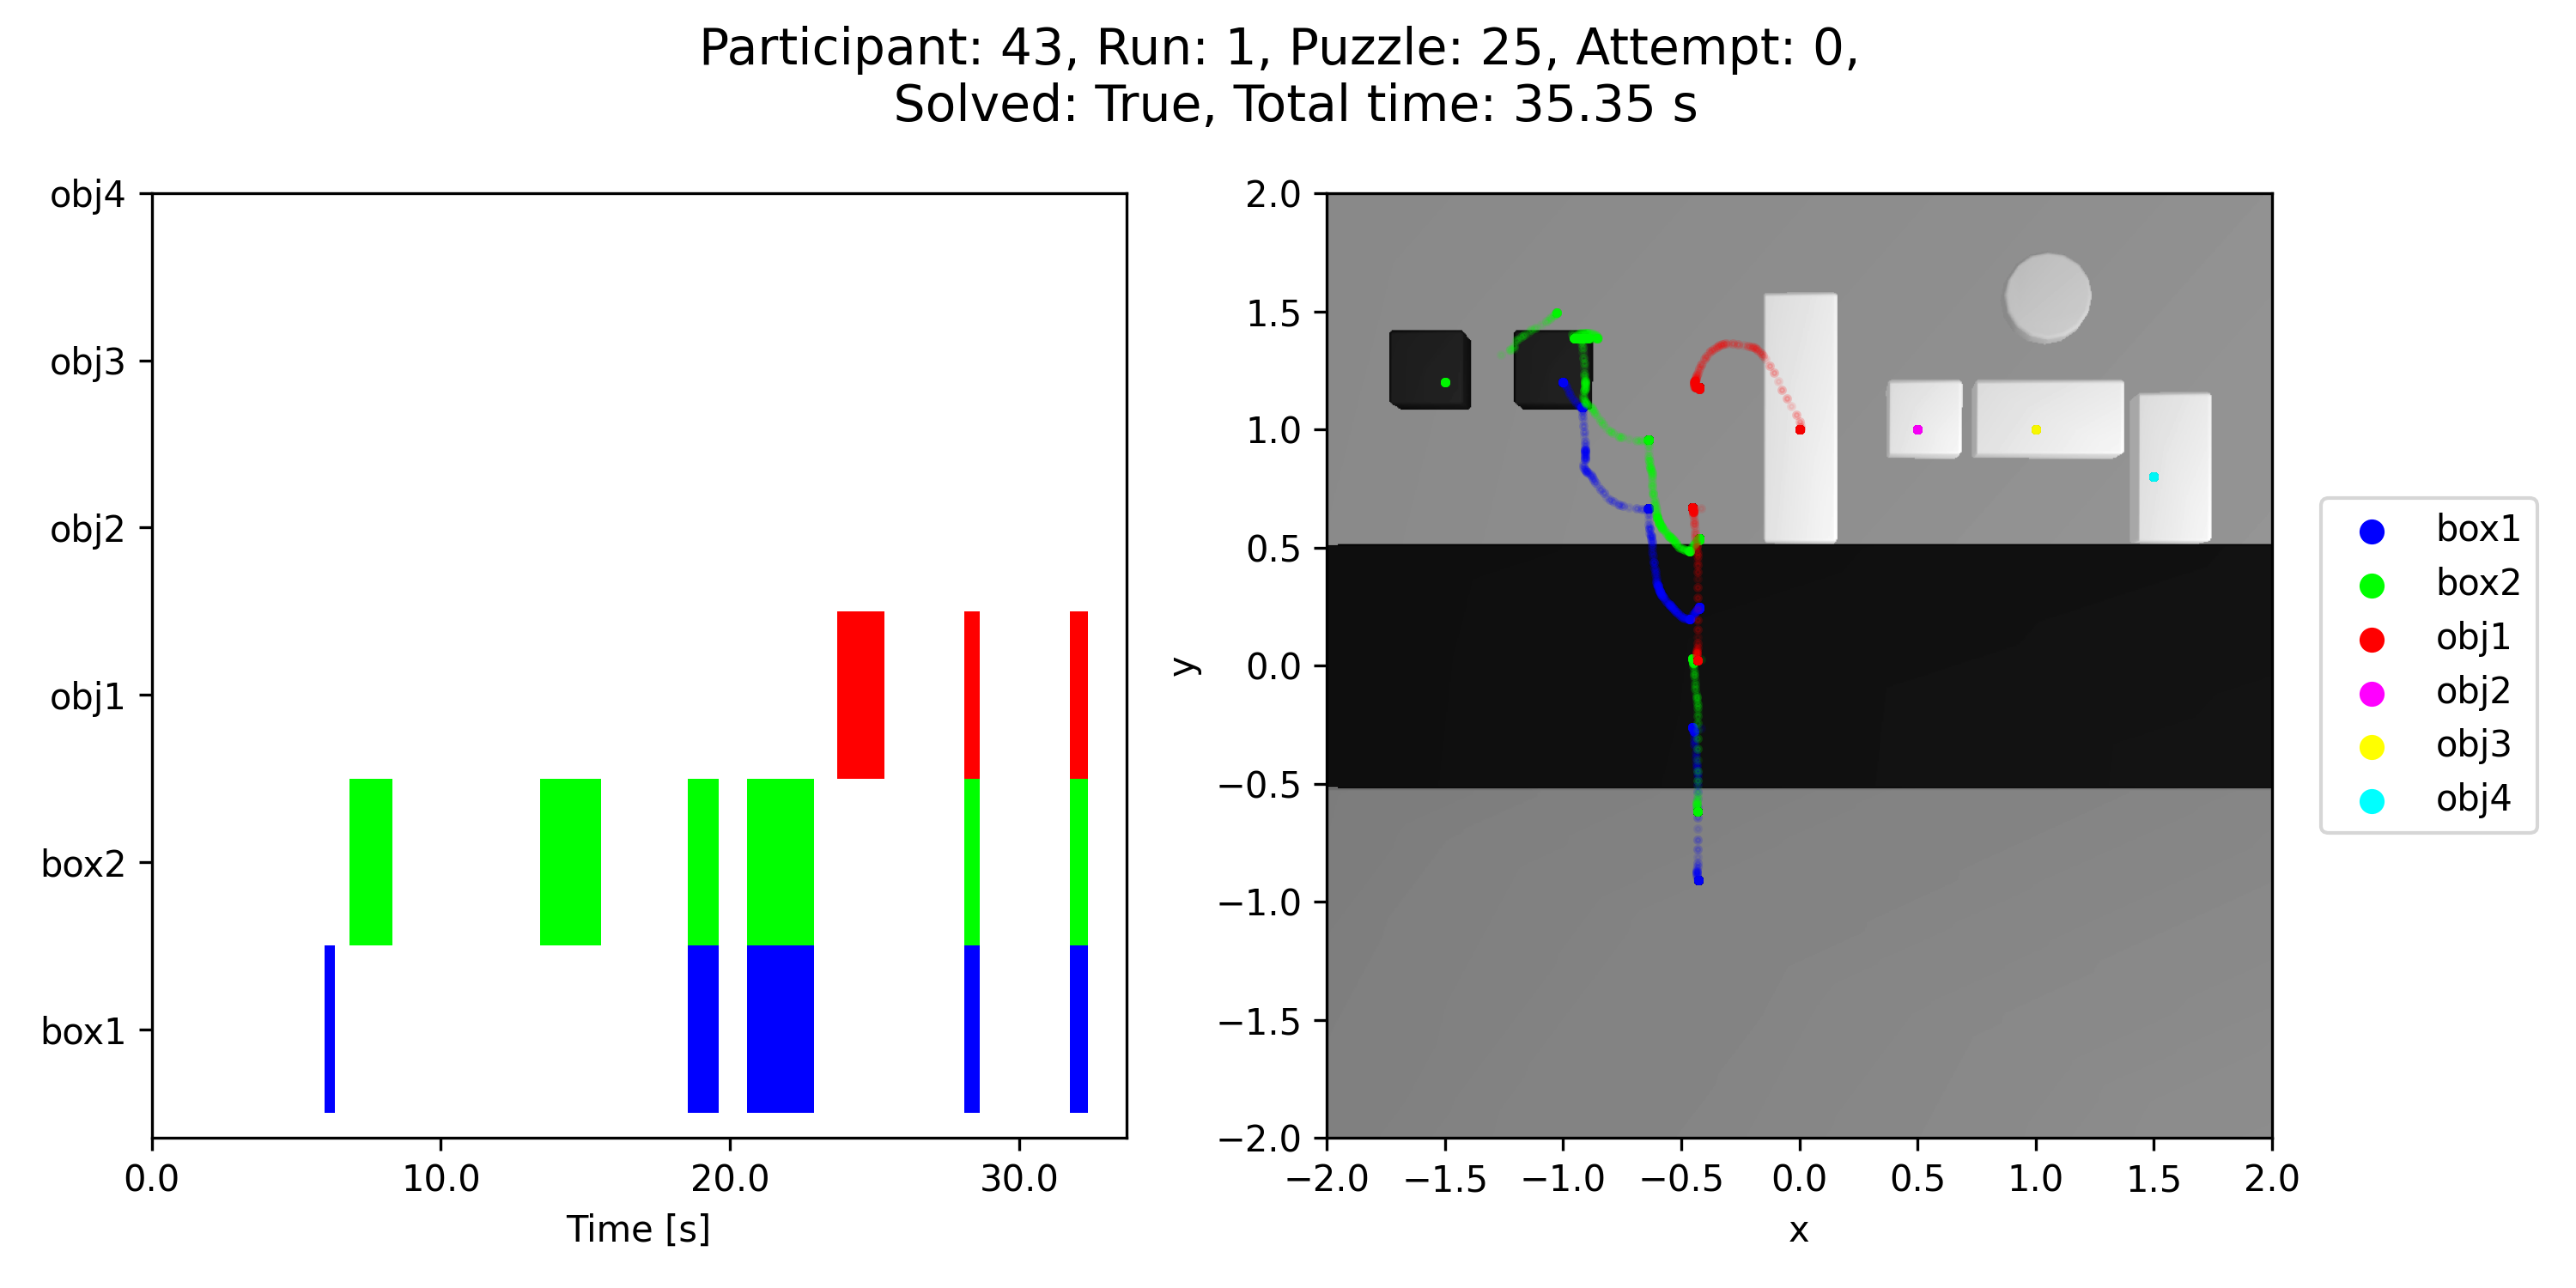 Participant: 43, Run: 1, Puzzle: 25, Attempt: 0,
Solved: True, Total time: 35.35 s
obj4
obj3
obj2
obj1
box2
box1
0.0 10.0 20.0 30.0
Time [s]
2.0
1.5
1.0
0.5
0.0
−0.5
−1.0
−1.5
−2.0
y
−2.0 −1.5 −1.0 −0.5 0.0 0.5 1.0 1.5 2.0
x
box1
box2
obj1
obj2
obj3
obj4